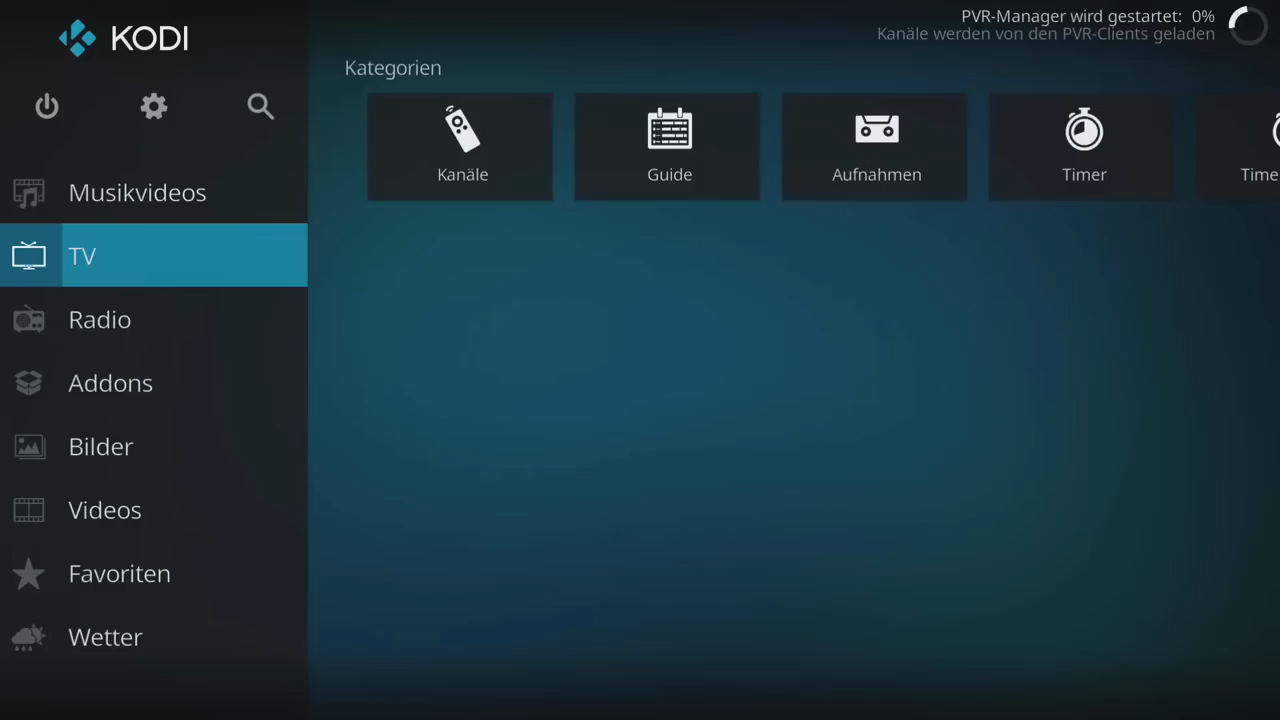 KODI
PVR-Manager wird gestartet: 0%
Kanäle werden von den PVR-Clients geladen
Kategorien
Kanäle
Guide
Aufnahmen
Timer
Musikvideos
TV
Radio
Addons
Bilder
Videos
Favoriten
Wetter